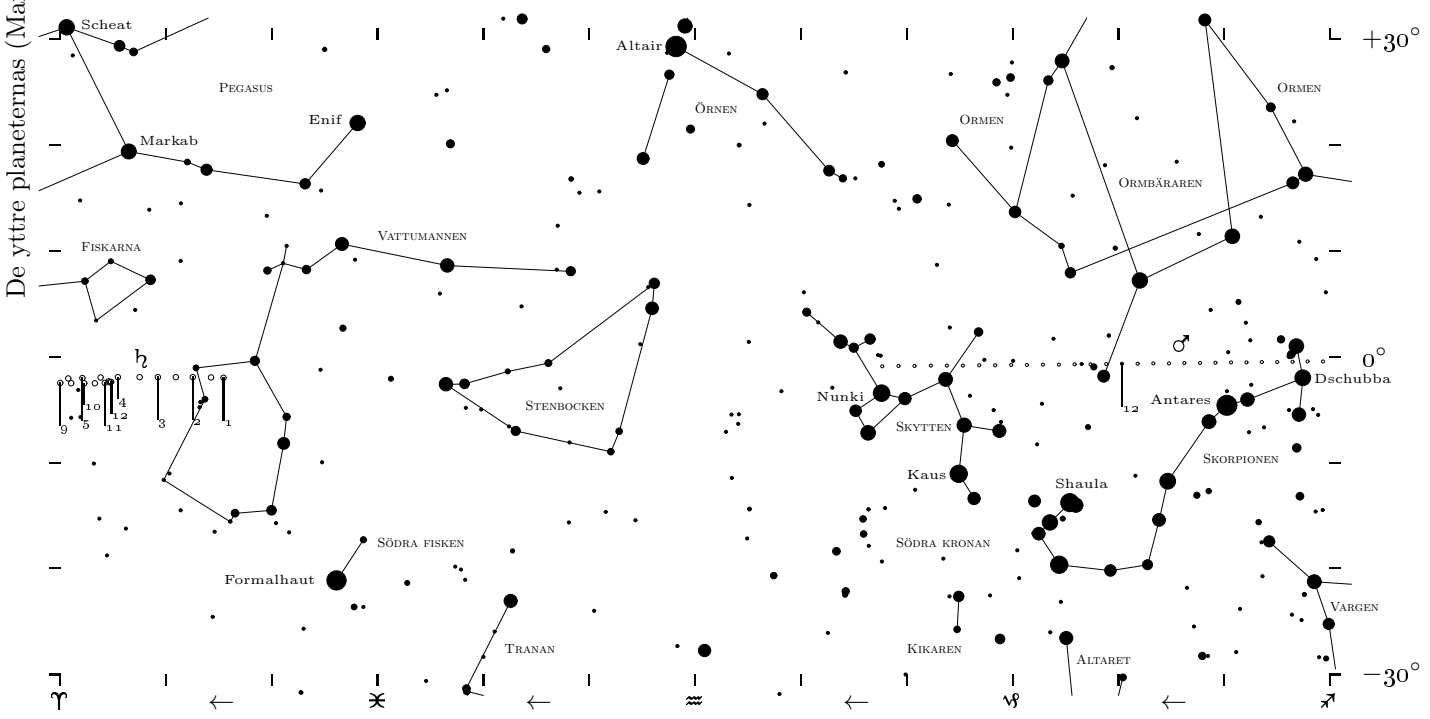 De yttre planeternas (Ma
Scheat
Altair
+30°
PEGASUS
ORMEN
ÖRNEN
Enif
ORMEN
Markab
ORMBÄRAREN
VATTUMANNEN
FISKARNA
♄
♂
0°
Dschubba
Nunki
Antares
STENBOCKEN
4
10
12
12
9 5 11 3 2 1
SKYTTEN
SKORPIONEN
Kaus
Shaula
SÖDRA FISKEN
SÖDRA KRONAN
Formalhaut
VARGEN
TRANAN
KIKAREN
ALTARET
−30°
♈ ← ♓ ← ♒ ← ♑ ← ♐